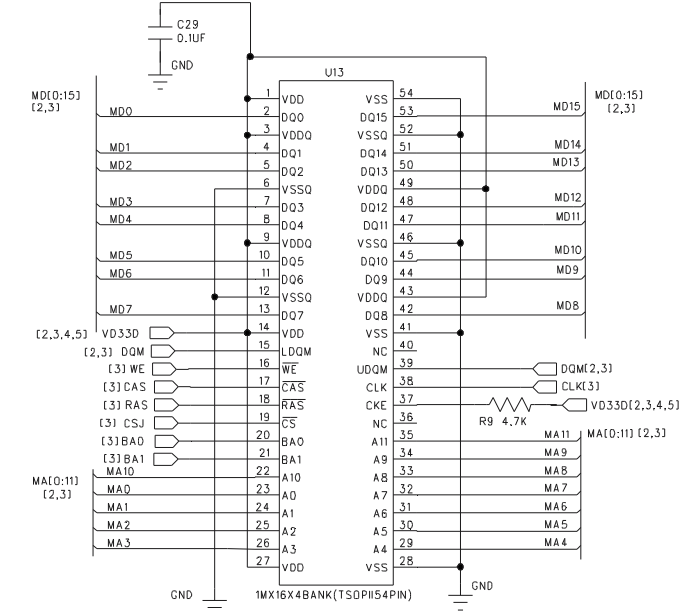 C29
0.1UF
GND
U13
MD[0:15]
[2,3]
MD[0:15]
[2,3]
1 VDD VSS 54
MD0 2 DQ0 DQ15 53 MD15
3 VDDQ VSSQ 52
MD1 4 DQ1 DQ14 51 MD14
MD2 5 DQ2 DQ13 50 MD13
6 VSSQ VDDQ 49
MD3 7 DQ3 DQ12 48 MD12
MD4 8 DQ4 DQ11 47 MD11
9 VDDQ VSSQ 46
MD5 10 DQ5 DQ10 45 MD10
MD6 11 DQ6 DQ9 44 MD9
12 VSSQ VDDQ 43
MD7 13 DQ7 DQ8 42 MD8
[2,3,4,5] VD33D 14 VDD VSS 41
[2,3] DQM 15 LDQM NC 40
[3] WE 16 WE UDQM 39 DQM[2,3]
[3] CAS 17 CAS CLK 38 CLK[3]
[3] RAS 18 RAS CKE 37 VD33D[2,3,4,5]
R9 4.7K
[3] CSJ 19 CS NC 36
[3] BA0 20 BA0 A11 35 MA11 MA[0:11] [2,3]
[3] BA1 21 BA1 A9 34 MA9
MA[0:11]
[2,3]
MA10 22 A10 A8 33 MA8
MA0 23 A0 A7 32 MA7
MA1 24 A1 A6 31 MA6
MA2 25 A2 A5 30 MA5
MA3 26 A3 A4 29 MA4
27 VDD VSS 28
GND
1MX16X4BANK(TSOPII54PIN)
GND